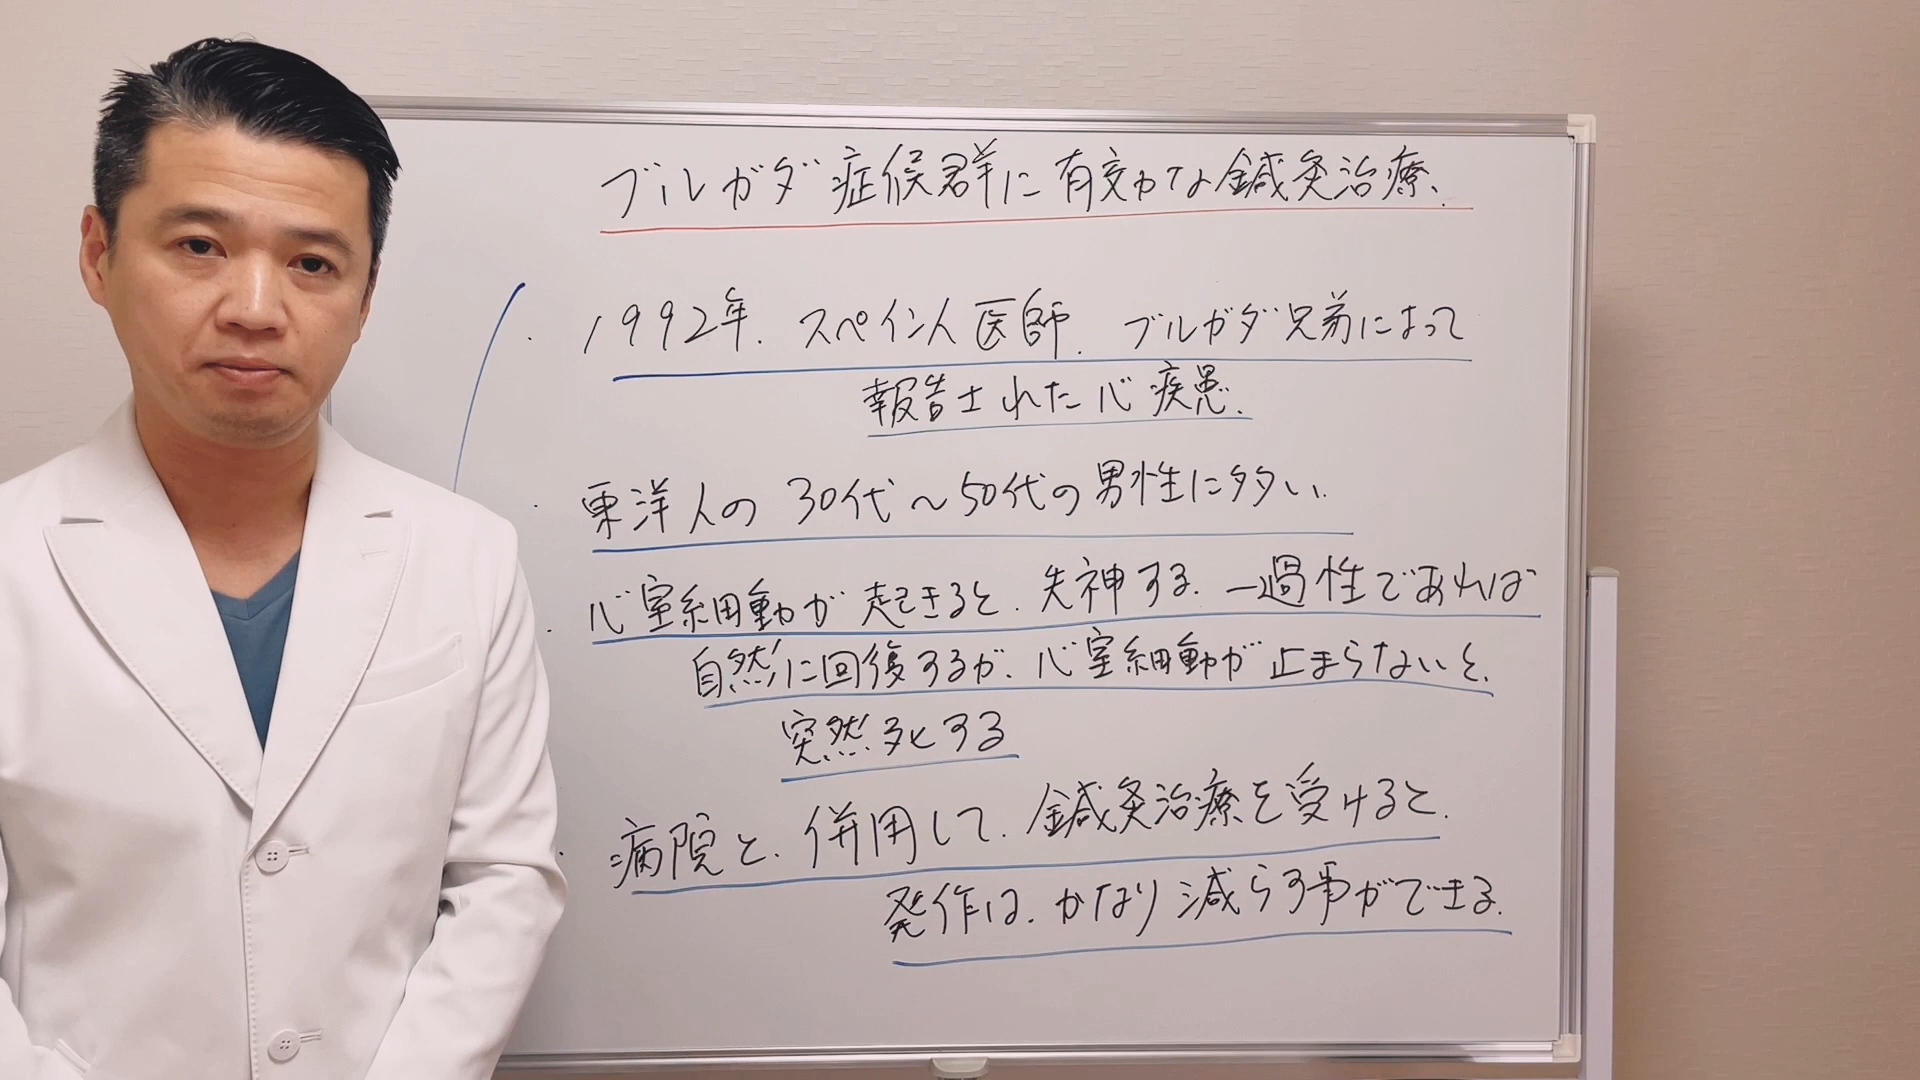 ブルガダ症候群に有効な鍼灸治療、
・1992年、スペイン人医師、ブルガダ兄弟によって
報告された心疾患、
・東洋人の30代〜50代の男性に多い、
・心室細動が起きると、失神する、一過性であれば
自然に回復するが、心室細動が止まらないと、
突然死する
・病院と、併用して、鍼灸治療を受けると、
発作は、かなり減らす事ができる、